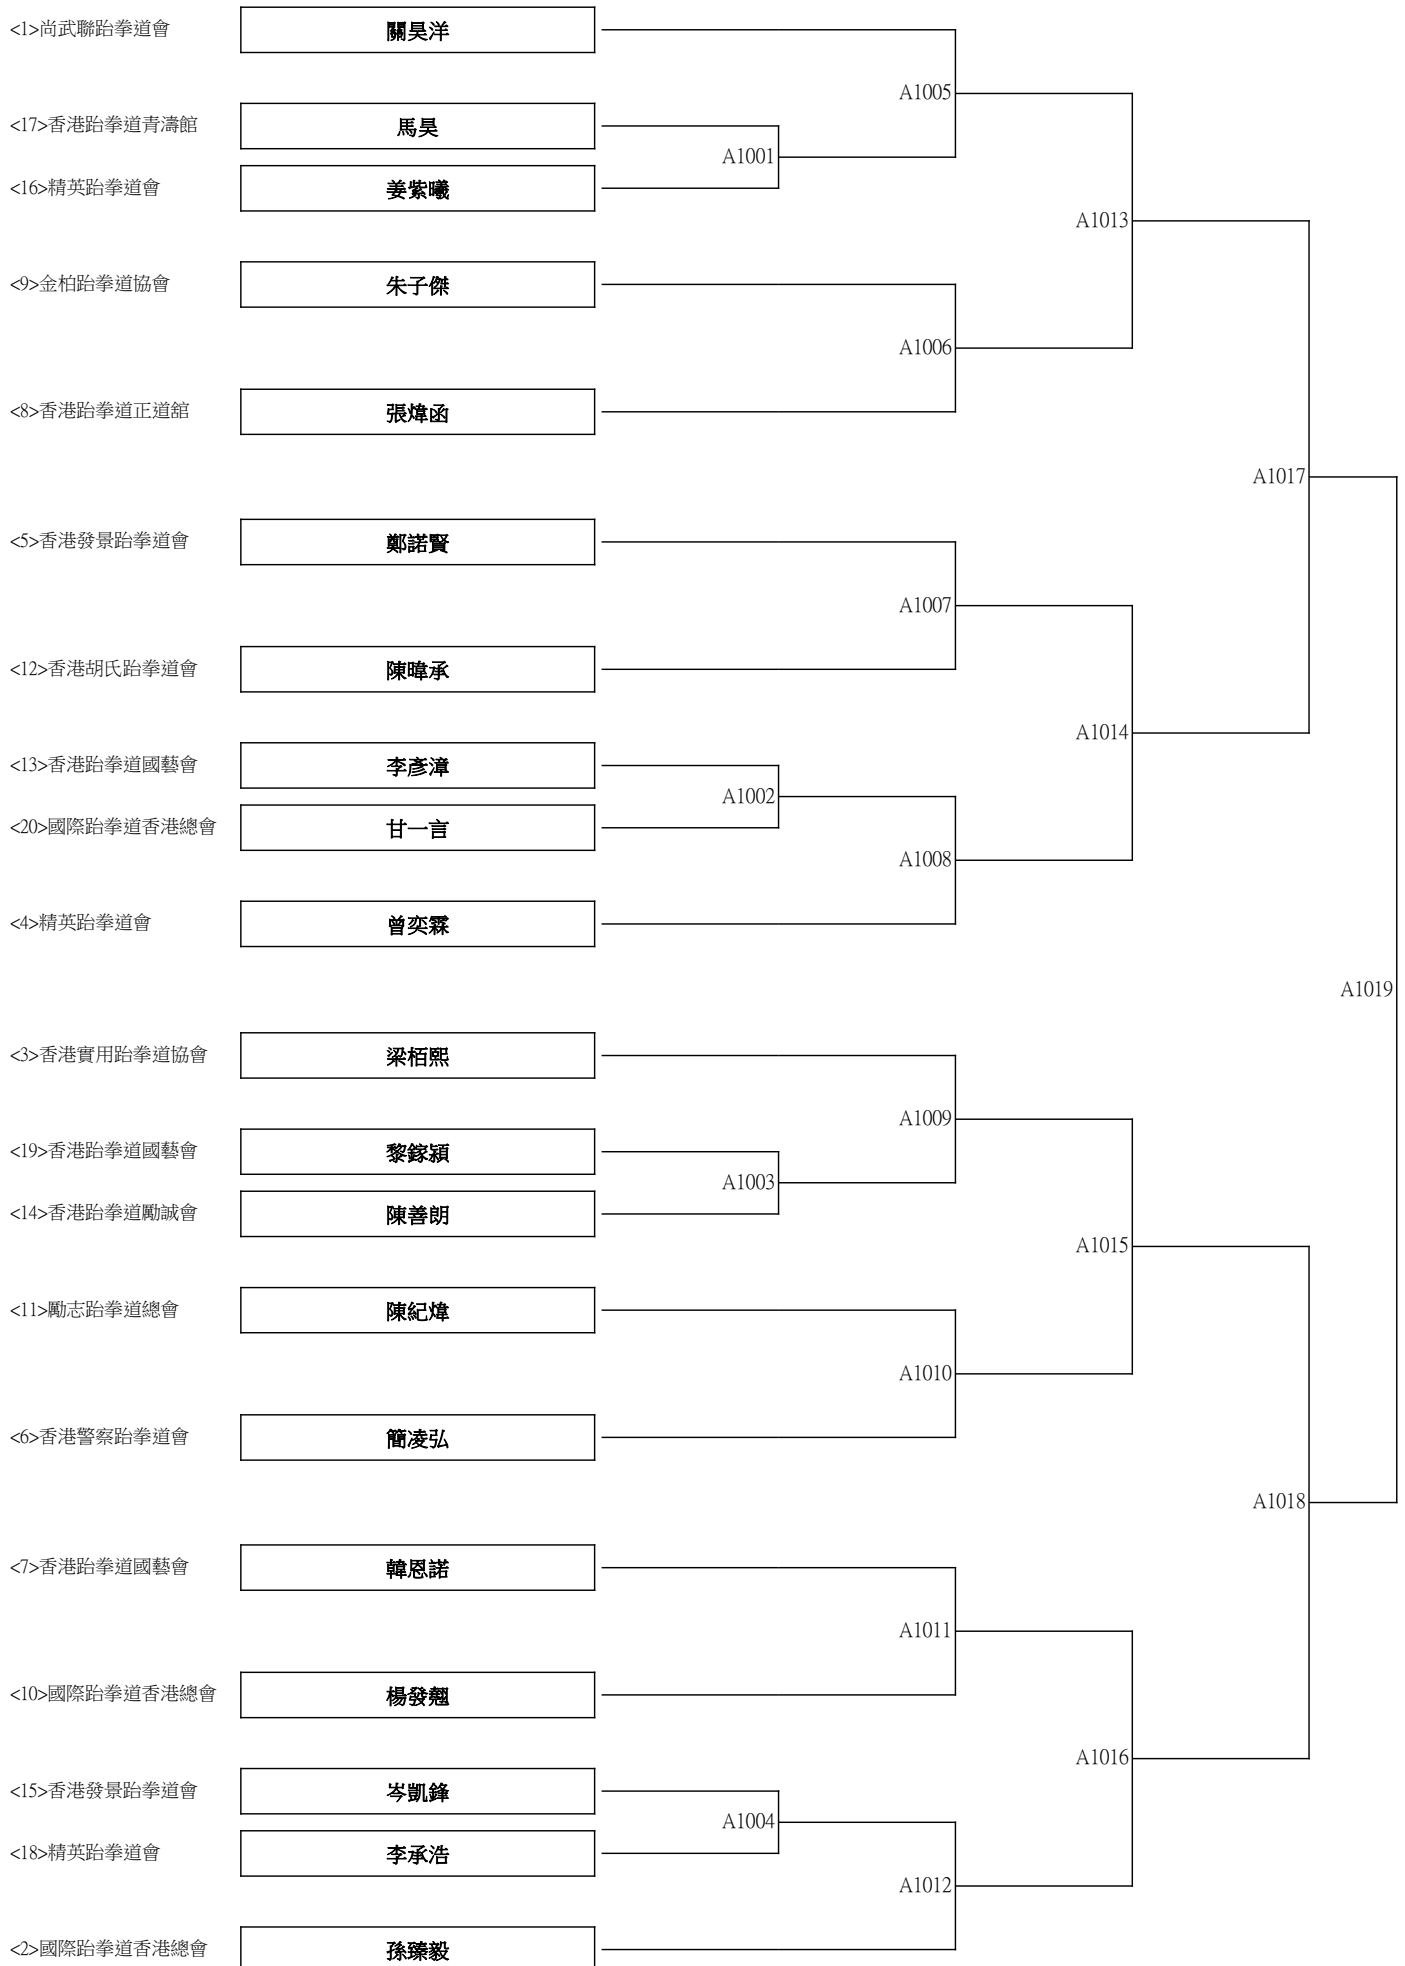 <1>尚武聯跆拳道會 關昊洋
A1005
<17>香港跆拳道青濤館 馬昊
A1001
<16>精英跆拳道會 姜紫曦
A1013
<9>金柏跆拳道協會 朱子傑
A1006
<8>香港跆拳道正道舘 張煒函
A1017
<5>香港發景跆拳道會 鄭諾賢
A1007
<12>香港胡氏跆拳道會 陳暐承
A1014
<13>香港跆拳道國藝會 李彥漳
A1002
<20>國際跆拳道香港總會 甘一言
A1008
<4>精英跆拳道會 曾奕霖
A1019
<3>香港實用跆拳道協會 梁栢熙
A1009
<19>香港跆拳道國藝會 黎鎵潁
A1003
<14>香港跆拳道勵誠會 陳善朗
A1015
<11>勵志跆拳道總會 陳紀煒
A1010
<6>香港警察跆拳道會 簡凌弘
A1018
<7>香港跆拳道國藝會 韓恩諾
A1011
<10>國際跆拳道香港總會 楊發翹
A1016
<15>香港發景跆拳道會 岑凱鋒
A1004
<18>精英跆拳道會 李承浩
A1012
<2>國際跆拳道香港總會 孫臻毅